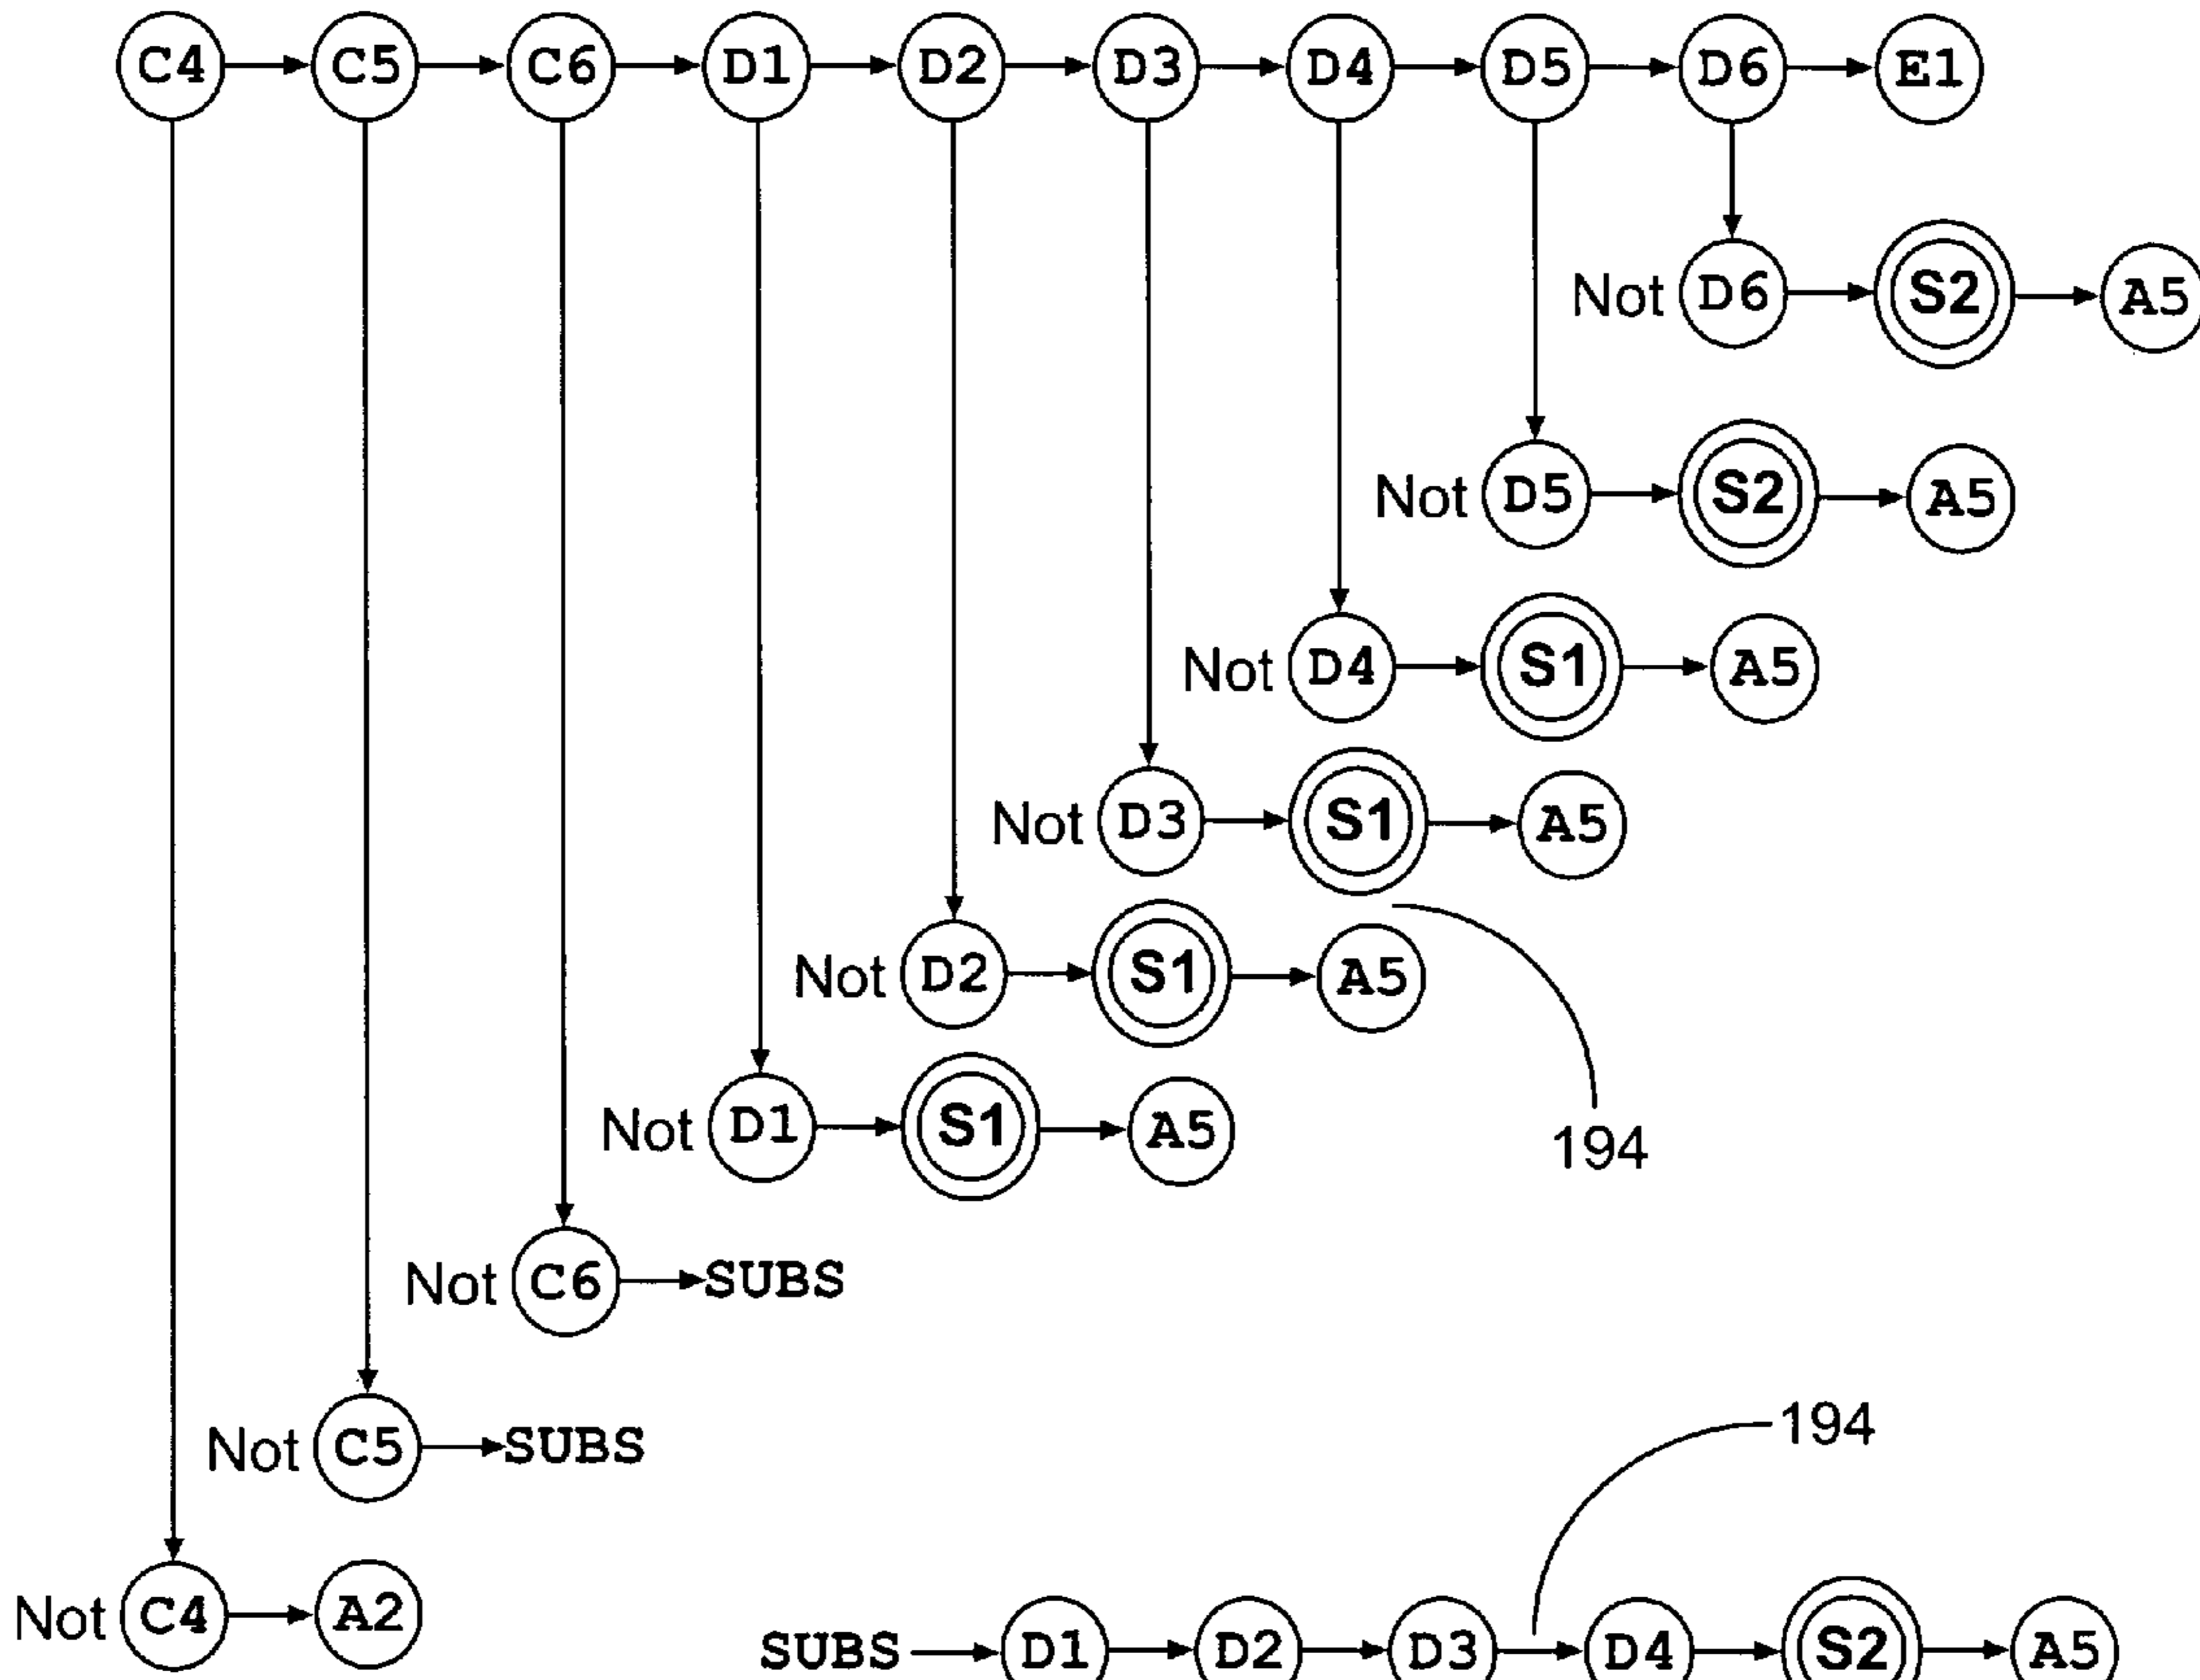 C4 C5 C6 D1 D2 D3 D4 D5 D6 E1
Not D6 S2 A5
Not D5 S2 A5
Not D4 S1 A5
Not D3 S1 A5
Not D2 S1 A5
Not D1 S1 A5
194
Not C6 SUBS
194
Not C5 SUBS
Not C4 A2
SUBS D1 D2 D3 D4 S2 A5